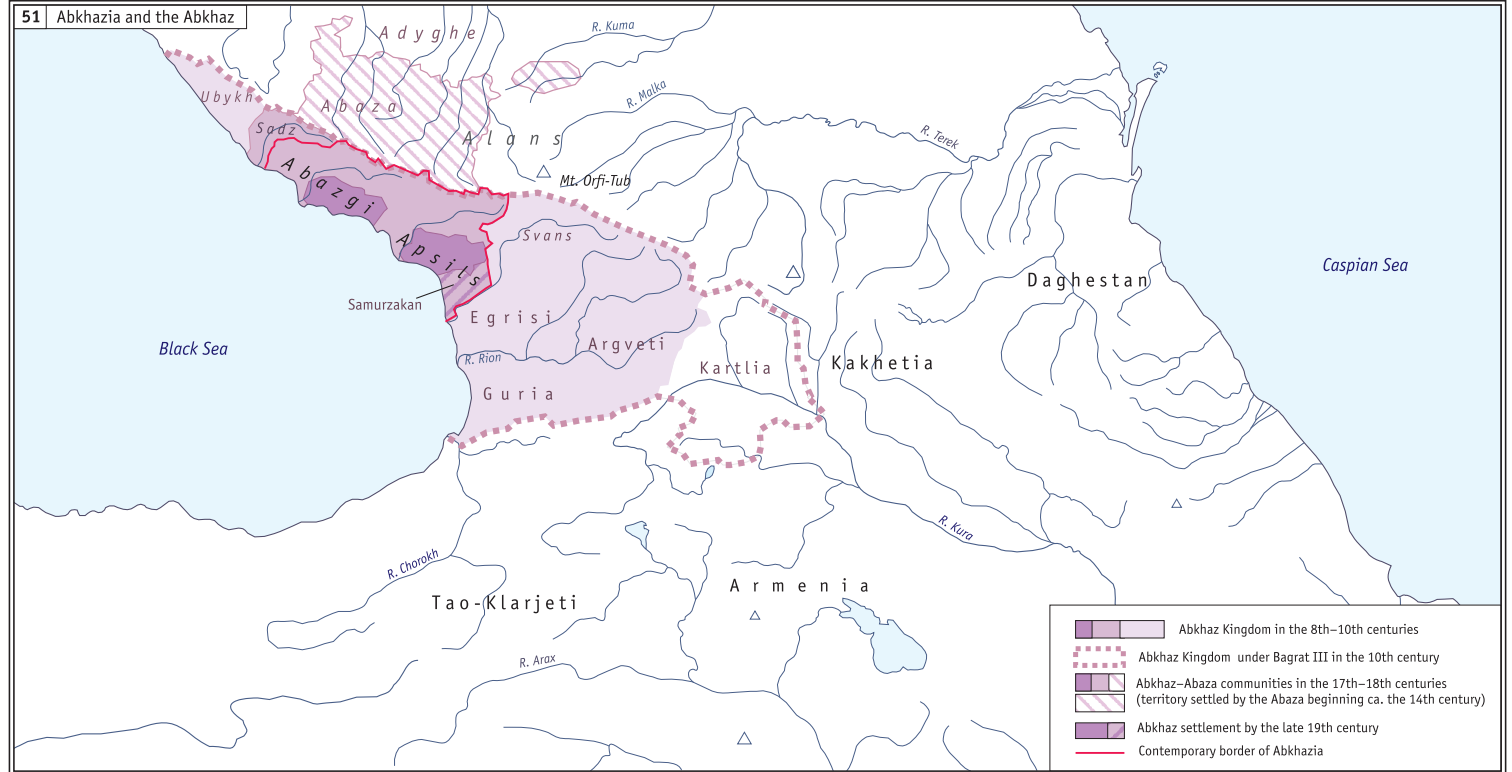 51 Abkhazia and the Abkhaz
Adyghe
R. Kuma
Ubykh
Abaza
R. Malka
Sadz
Alans
R. Terek
Abazgi
Mt. Orfi-Tub
Apsils
Svans
Caspian Sea
Daghestan
Samurzakan
Egrisi
Black Sea
R. Rion
Argveti
Kartlia
Kakhetia
Guria
R. Kura
R. Chorokh
Armenia
Tao-Klarjeti
R. Arax
Abkhaz Kingdom in the 8th–10th centuries
Abkhaz Kingdom under Bagrat III in the 10th century
Abkhaz–Abaza communities in the 17th–18th centuries
(territory settled by the Abaza beginning ca. the 14th century)
Abkhaz settlement by the late 19th century
Contemporary border of Abkhazia